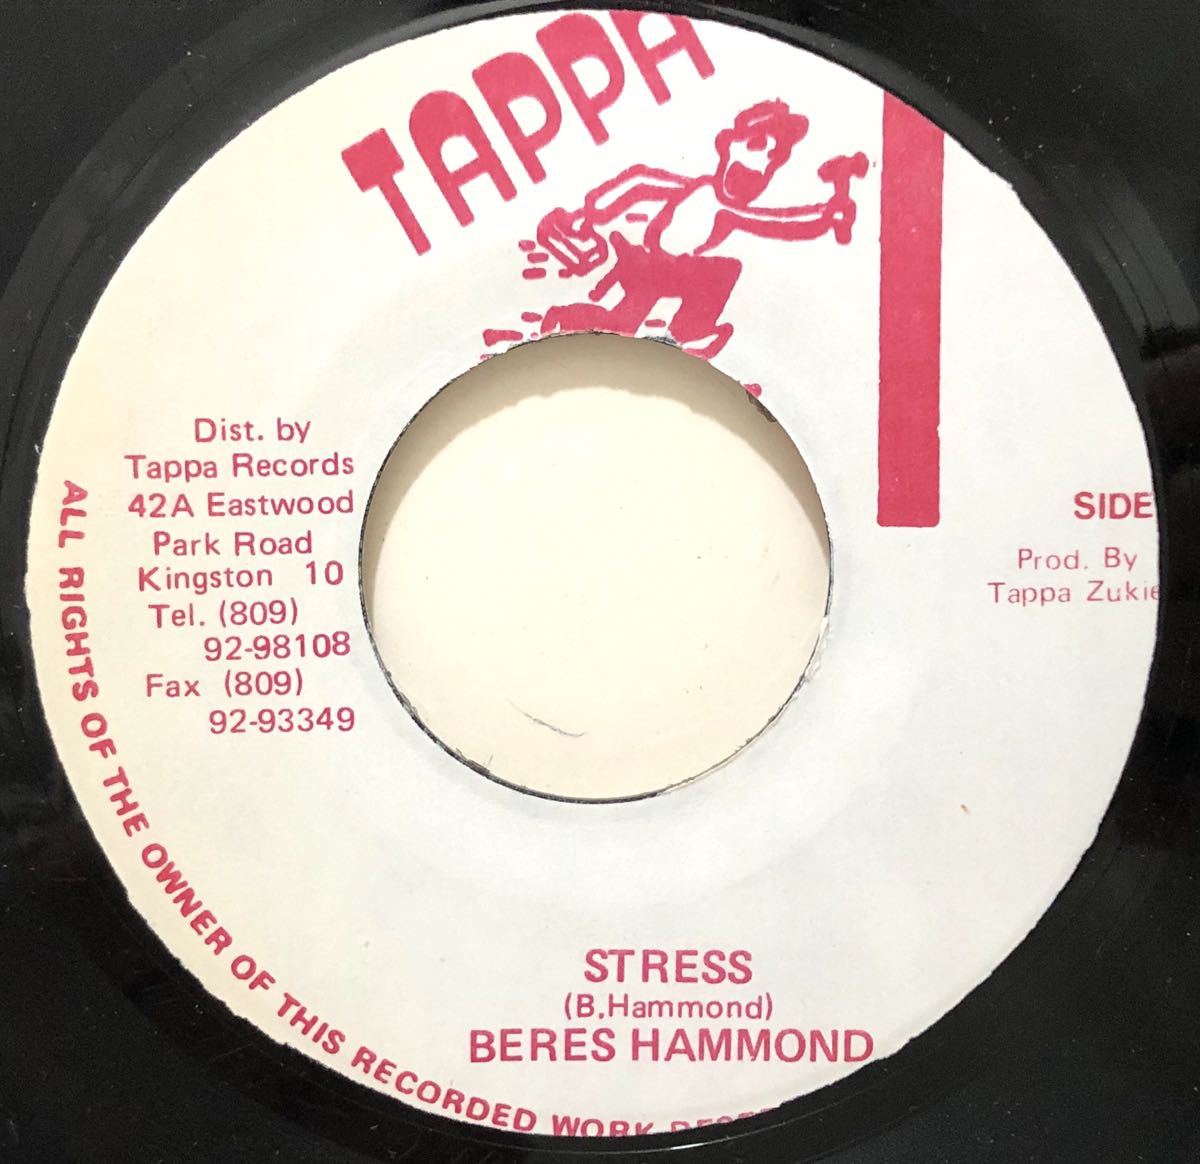 TAPPA
Dist. by
Tappa Records
42A Eastwood
Park Road
Kingston 10
Tel. (809)
92-98108
Fax (809)
92-93349
SIDE
Prod. By
Tappa Zukie
STRESS
(B.Hammond)
BERES HAMMOND
ALL RIGHTS OF THE OWNER OF THIS RECORDED WORK